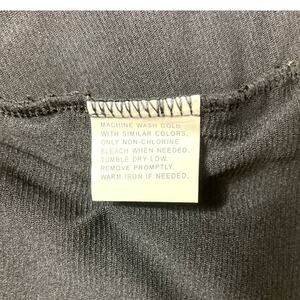 MACHINE WASH COLD
WITH SIMILAR COLORS,
ONLY NON-CHLORINE
BLEACH WHEN NEEDED.
TUMBLE DRY LOW.
REMOVE PROMPTLY.
WARM IRON IF NEEDED.